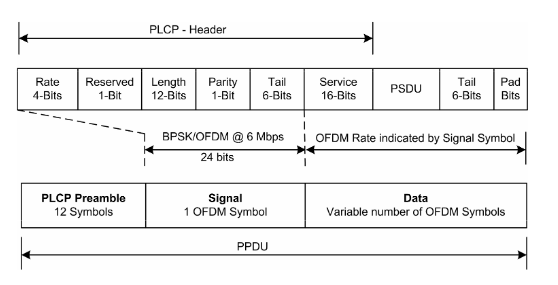 PLCP - Header
Rate Reserved Length Parity Tail Service PSDU Tail Pad
4-Bits 1-Bit 12-Bits 1-Bit 6-Bits 16-Bits 6-Bits Bits
BPSK/OFDM @ 6 Mbps OFDM Rate indicated by Signal Symbol
24 bits
PLCP Preamble Signal Data
12 Symbols 1 OFDM Symbol Variable number of OFDM Symbols
PPDU